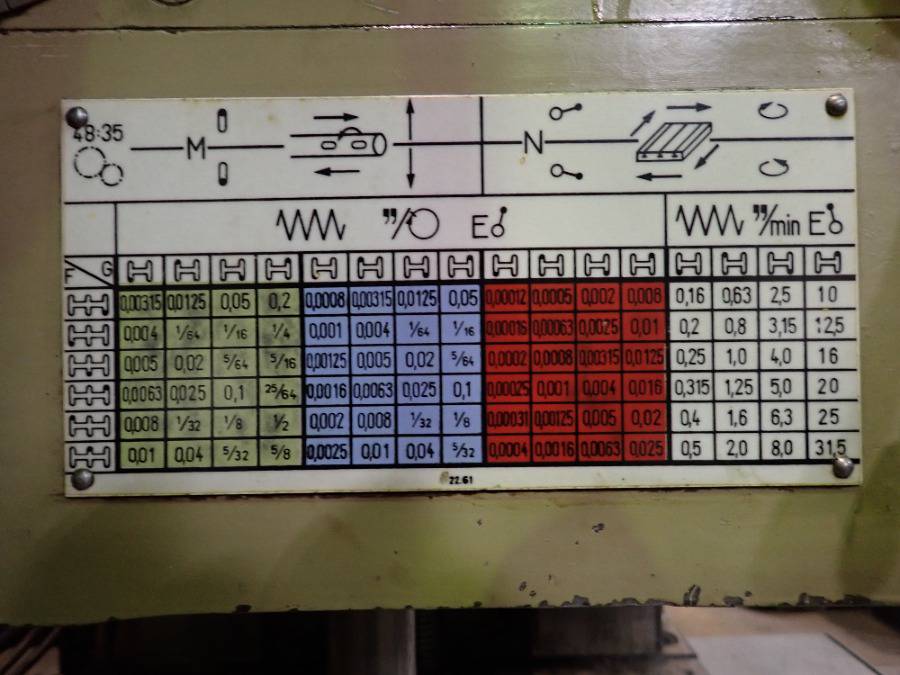 48:35 M N
"/ E "/min E
F G
0,00315 0,0125 0,05 0,2 0,0008 0,00315 0,0125 0,05 0,00012 0,0005 0,002 0,008 0,16 0,63 2,5 10
0,004 1/64 1/16 1/4 0,001 0,004 1/64 1/16 0,00016 0,00063 0,0025 0,01 0,2 0,8 3,15 12,5
0,005 0,02 5/64 5/16 0,00125 0,005 0,02 5/64 0,0002 0,0008 0,00315 0,0125 0,25 1,0 4,0 16
0,0063 0,025 0,1 25/64 0,0016 0,0063 0,025 0,1 0,00025 0,001 0,004 0,016 0,315 1,25 5,0 20
0,008 1/32 1/8 1/2 0,002 0,008 1/32 1/8 0,00031 0,00125 0,005 0,02 0,4 1,6 6,3 25
0,01 0,04 5/32 5/8 0,0025 0,01 0,04 5/32 0,0004 0,0016 0,0063 0,025 0,5 2,0 8,0 31,5
22.61